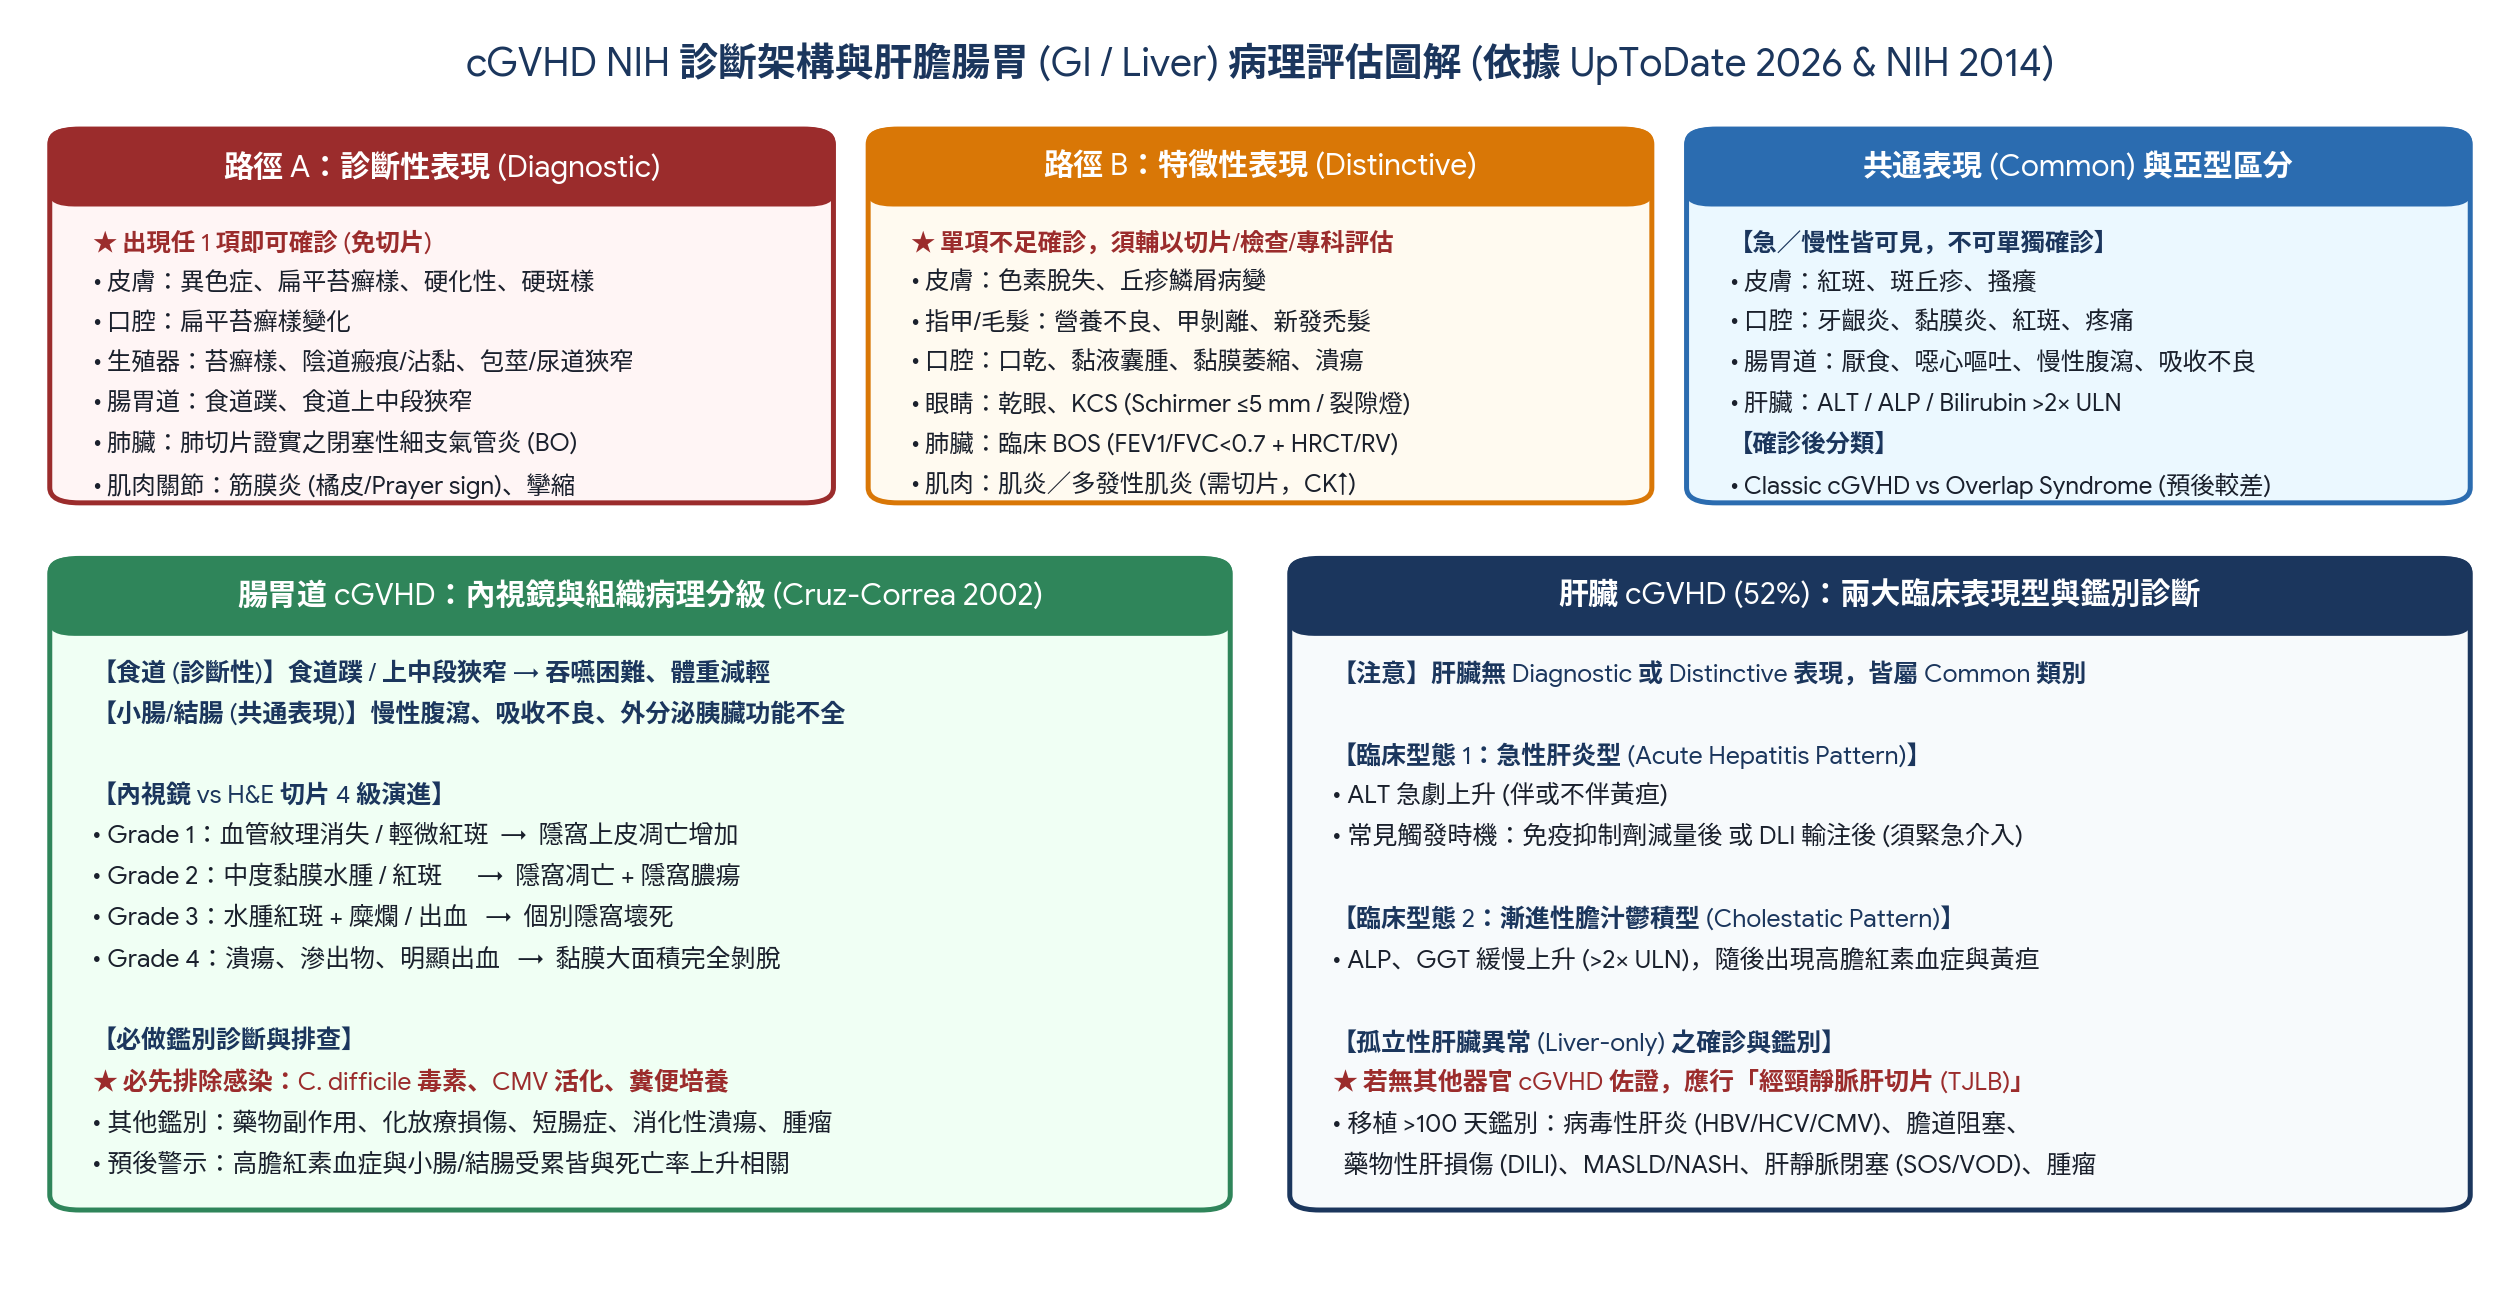 cGVHD NIH 診斷架構與肝膽腸胃 (GI / Liver) 病理評估圖解 (依據 UpToDate 2026 & NIH 2014)
路徑 A：診斷性表現 (Diagnostic)
★ 出現任 1 項即可確診 (免切片)
• 皮膚：異色症、扁平苔癬樣、硬化性、硬斑樣
• 口腔：扁平苔癬樣變化
• 生殖器：苔癬樣、陰道瘢痕/沾黏、包莖/尿道狹窄
• 腸胃道：食道蹼、食道上中段狹窄
• 肺臟：肺切片證實之閉塞性細支氣管炎 (BO)
• 肌肉關節：筋膜炎 (橘皮/Prayer sign)、攣縮
路徑 B：特徵性表現 (Distinctive)
★ 單項不足確診，須輔以切片/檢查/專科評估
• 皮膚：色素脫失、丘疹鱗屑病變
• 指甲/毛髮：營養不良、甲剝離、新發禿髮
• 口腔：口乾、黏液囊腫、黏膜萎縮、潰瘍
• 眼睛：乾眼、KCS (Schirmer ≤5 mm / 裂隙燈)
• 肺臟：臨床 BOS (FEV1/FVC<0.7 + HRCT/RV)
• 肌肉：肌炎／多發性肌炎 (需切片，CK↑)
共通表現 (Common) 與亞型區分
【急／慢性皆可見，不可單獨確診】
• 皮膚：紅斑、斑丘疹、搔癢
• 口腔：牙齦炎、黏膜炎、紅斑、疼痛
• 腸胃道：厭食、噁心嘔吐、慢性腹瀉、吸收不良
• 肝臟：ALT / ALP / Bilirubin >2× ULN
【確診後分類】
• Classic cGVHD vs Overlap Syndrome (預後較差)
腸胃道 cGVHD：內視鏡與組織病理分級 (Cruz-Correa 2002)
【食道 (診斷性)】食道蹼 / 上中段狹窄 → 吞嚥困難、體重減輕
【小腸/結腸 (共通表現)】慢性腹瀉、吸收不良、外分泌胰臟功能不全
【內視鏡 vs H&E 切片 4 級演進】
• Grade 1：血管紋理消失 / 輕微紅斑 → 隱窩上皮凋亡增加
• Grade 2：中度黏膜水腫 / 紅斑 → 隱窩凋亡 + 隱窩膿瘍
• Grade 3：水腫紅斑 + 糜爛 / 出血 → 個別隱窩壞死
• Grade 4：潰瘍、滲出物、明顯出血 → 黏膜大面積完全剝脫
【必做鑑別診斷與排查】
★ 必先排除感染：C. difficile 毒素、CMV 活化、糞便培養
• 其他鑑別：藥物副作用、化放療損傷、短腸症、消化性潰瘍、腫瘤
• 預後警示：高膽紅素血症與小腸/結腸受累皆與死亡率上升相關
肝臟 cGVHD (52%)：兩大臨床表現型與鑑別診斷
【注意】肝臟無 Diagnostic 或 Distinctive 表現，皆屬 Common 類別
【臨床型態 1：急性肝炎型 (Acute Hepatitis Pattern)】
• ALT 急劇上升 (伴或不伴黃疸)
• 常見觸發時機：免疫抑制劑減量後 或 DLI 輸注後 (須緊急介入)
【臨床型態 2：漸進性膽汁鬱積型 (Cholestatic Pattern)】
• ALP、GGT 緩慢上升 (>2× ULN)，隨後出現高膽紅素血症與黃疸
【孤立性肝臟異常 (Liver-only) 之確診與鑑別】
★ 若無其他器官 cGVHD 佐證，應行「經頸靜脈肝切片 (TJLB)」
• 移植 >100 天鑑別：病毒性肝炎 (HBV/HCV/CMV)、膽道阻塞、
藥物性肝損傷 (DILI)、MASLD/NASH、肝靜脈閉塞 (SOS/VOD)、腫瘤